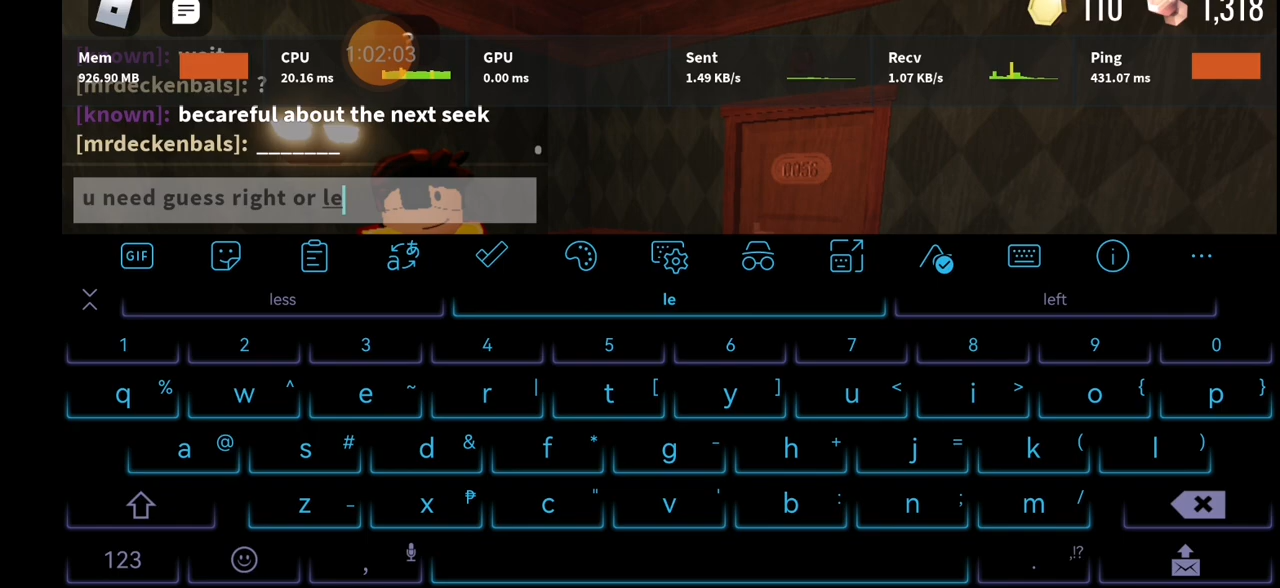 110 1,318
Mem CPU GPU Sent Recv Ping
926.90 MB 20.16 ms 0.00 ms 1.49 KB/s 1.07 KB/s 431.07 ms
1:02:03 ?
[known]: wait
[mrdeckenbals]: ?
[known]: becareful about the next seek
[mrdeckenbals]: _______
0056
u need guess right or le
GIF
less le left
1 2 3 4 5 6 7 8 9 0
q % w ^ e ~ r | t [ y ] u < i > o { p }
a @ s # d & f * g - h + j = k ( l )
z _ x ₱ c " v ' b : n ; m /
123 , . ,!?